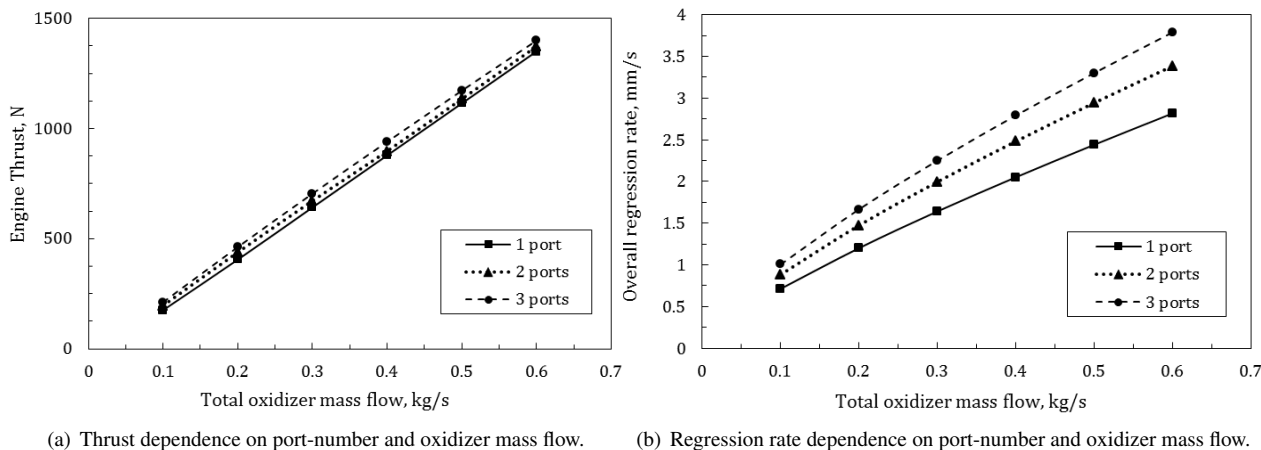 1500
1000
500
0
Engine Thrust, N
1 port
2 ports
3 ports
0 0.1 0.2 0.3 0.4 0.5 0.6 0.7
Total oxidizer mass flow, kg/s
(a) Thrust dependence on port-number and oxidizer mass flow.
4
3.5
3
2.5
2
1.5
1
0.5
0
Overall regression rate, mm/s
1 port
2 ports
3 ports
0 0.1 0.2 0.3 0.4 0.5 0.6 0.7
Total oxidizer mass flow, kg/s
(b) Regression rate dependence on port-number and oxidizer mass flow.